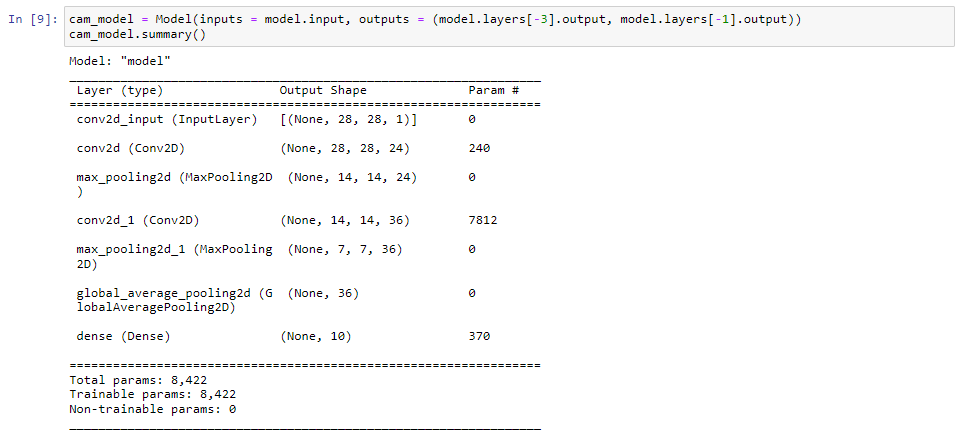 In [9]: cam_model = Model(inputs = model.input, outputs = (model.layers[-3].output, model.layers[-1].output))
cam_model.summary()
Model: "model"
_________________________________________________________________
Layer (type) Output Shape Param #
=================================================================
conv2d_input (InputLayer) [(None, 28, 28, 1)] 0
conv2d (Conv2D) (None, 28, 28, 24) 240
max_pooling2d (MaxPooling2D (None, 14, 14, 24) 0
)
conv2d_1 (Conv2D) (None, 14, 14, 36) 7812
max_pooling2d_1 (MaxPooling (None, 7, 7, 36) 0
2D)
global_average_pooling2d (G (None, 36) 0
lobalAveragePooling2D)
dense (Dense) (None, 10) 370
=================================================================
Total params: 8,422
Trainable params: 8,422
Non-trainable params: 0
_________________________________________________________________